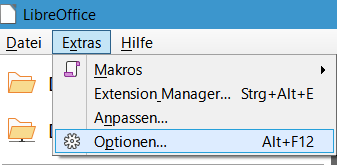 LibreOffice
Datei Extras Hilfe
Makros
Extension Manager... Strg+Alt+E
Anpassen...
Optionen... Alt+F12